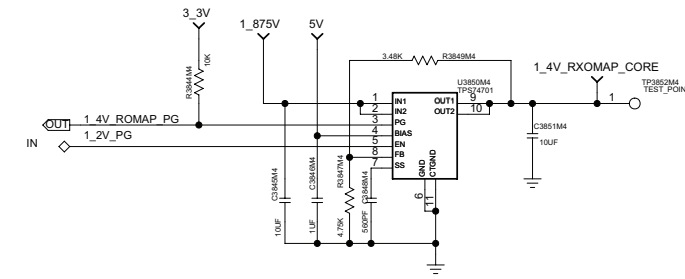 3_3V
1_875V
5V
R3844M4
10K
3.48K
R3849M4
1_4V_RXOMAP_CORE
U3850M4
TPS74701
TP3852M4
TEST_POIN
1
1
IN1
OUT1
9
2
IN2
OUT2
10
OUT
1_4V_ROMAP_PG
3
PG
4
BIAS
IN
1_2V_PG
5
EN
8
FB
7
SS
GND
CTGND
6
11
C3851M4
10UF
C3845M4
10UF
C3846M4
1UF
R3847M4
4.75K
C3848M4
560PF